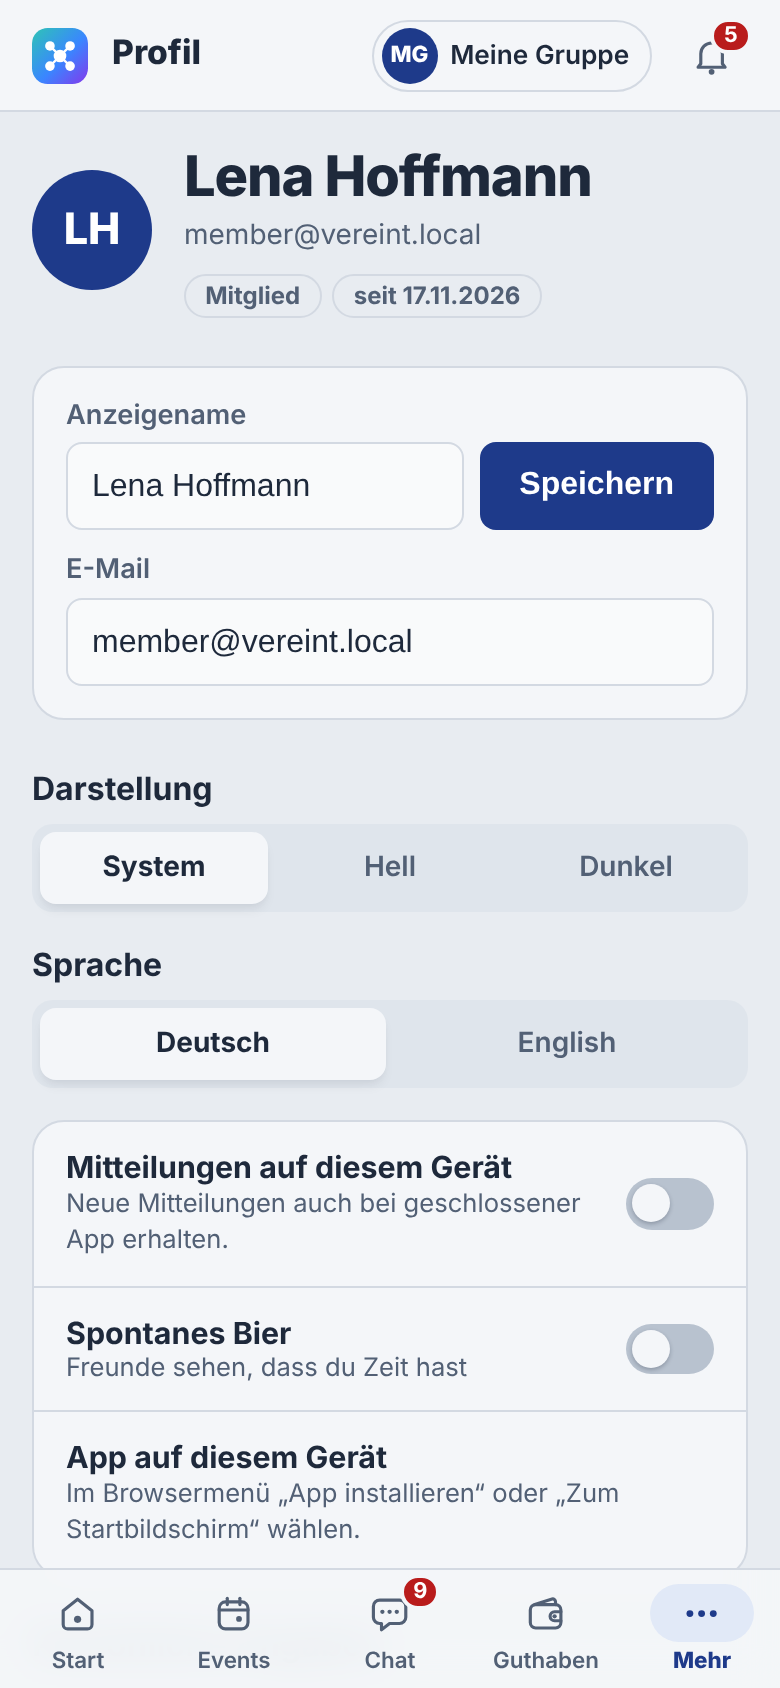 Profil
MG Meine Gruppe
5
LH
Lena Hoffmann
member@vereint.local
Mitglied
seit 17.11.2026
Anzeigename
Lena Hoffmann
Speichern
E-Mail
member@vereint.local
Darstellung
System
Hell
Dunkel
Sprache
Deutsch
English
Mitteilungen auf diesem Gerät
Neue Mitteilungen auch bei geschlossener
App erhalten.
Spontanes Bier
Freunde sehen, dass du Zeit hast
App auf diesem Gerät
Im Browsermenü „App installieren“ oder „Zum
Startbildschirm“ wählen.
9
Start
Events
Chat
Guthaben
Mehr